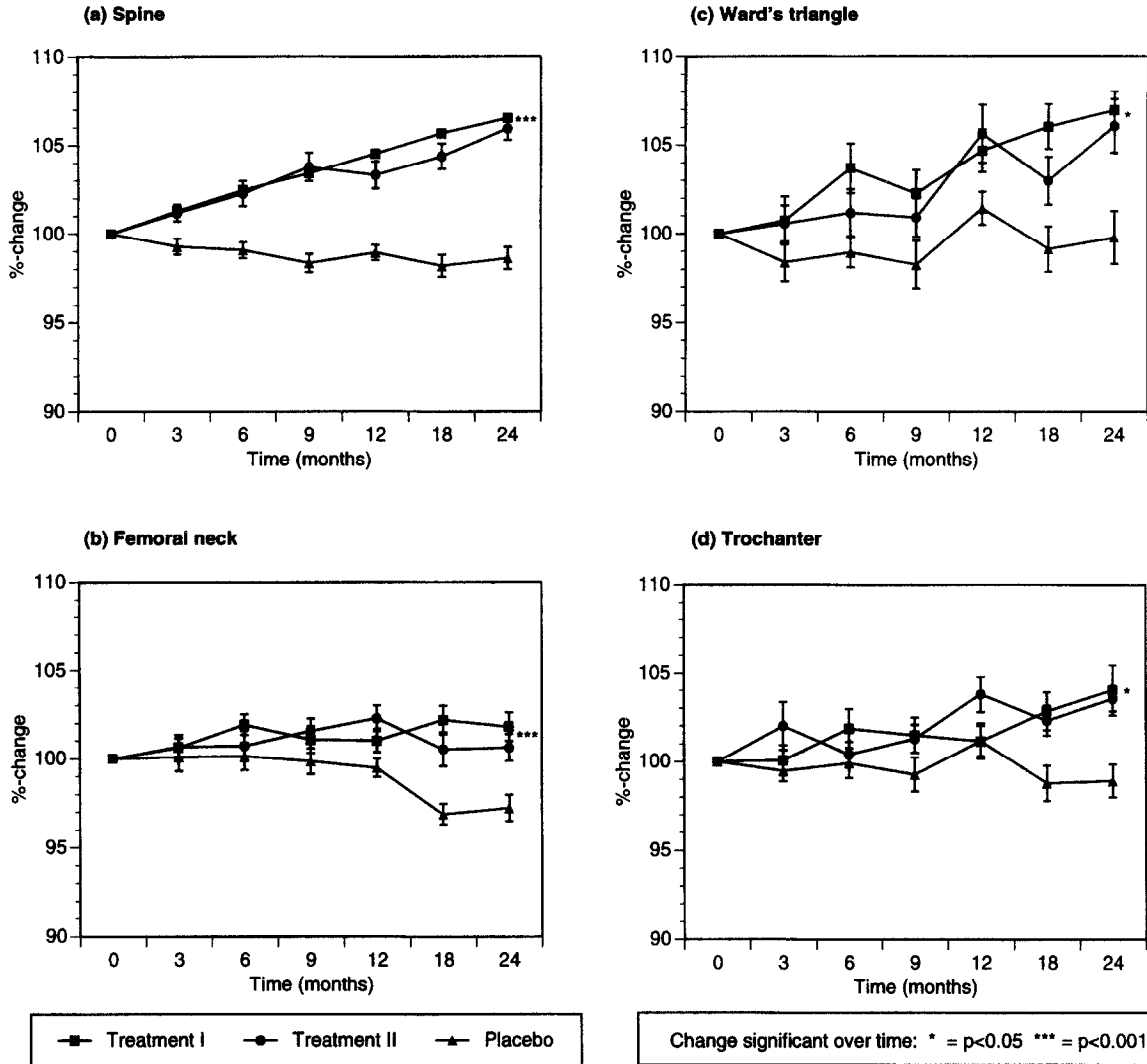 (a) Spine
110
105
100
95
90
%-change
0 3 6 9 12 18 24
Time (months)
***
(c) Ward's triangle
110
105
100
95
90
%-change
0 3 6 9 12 18 24
Time (months)
*
(b) Femoral neck
110
105
100
95
90
%-change
0 3 6 9 12 18 24
Time (months)
***
(d) Trochanter
110
105
100
95
90
%-change
0 3 6 9 12 18 24
Time (months)
*
Treatment I Treatment II Placebo
Change significant over time: * = p<0.05 *** = p<0.001